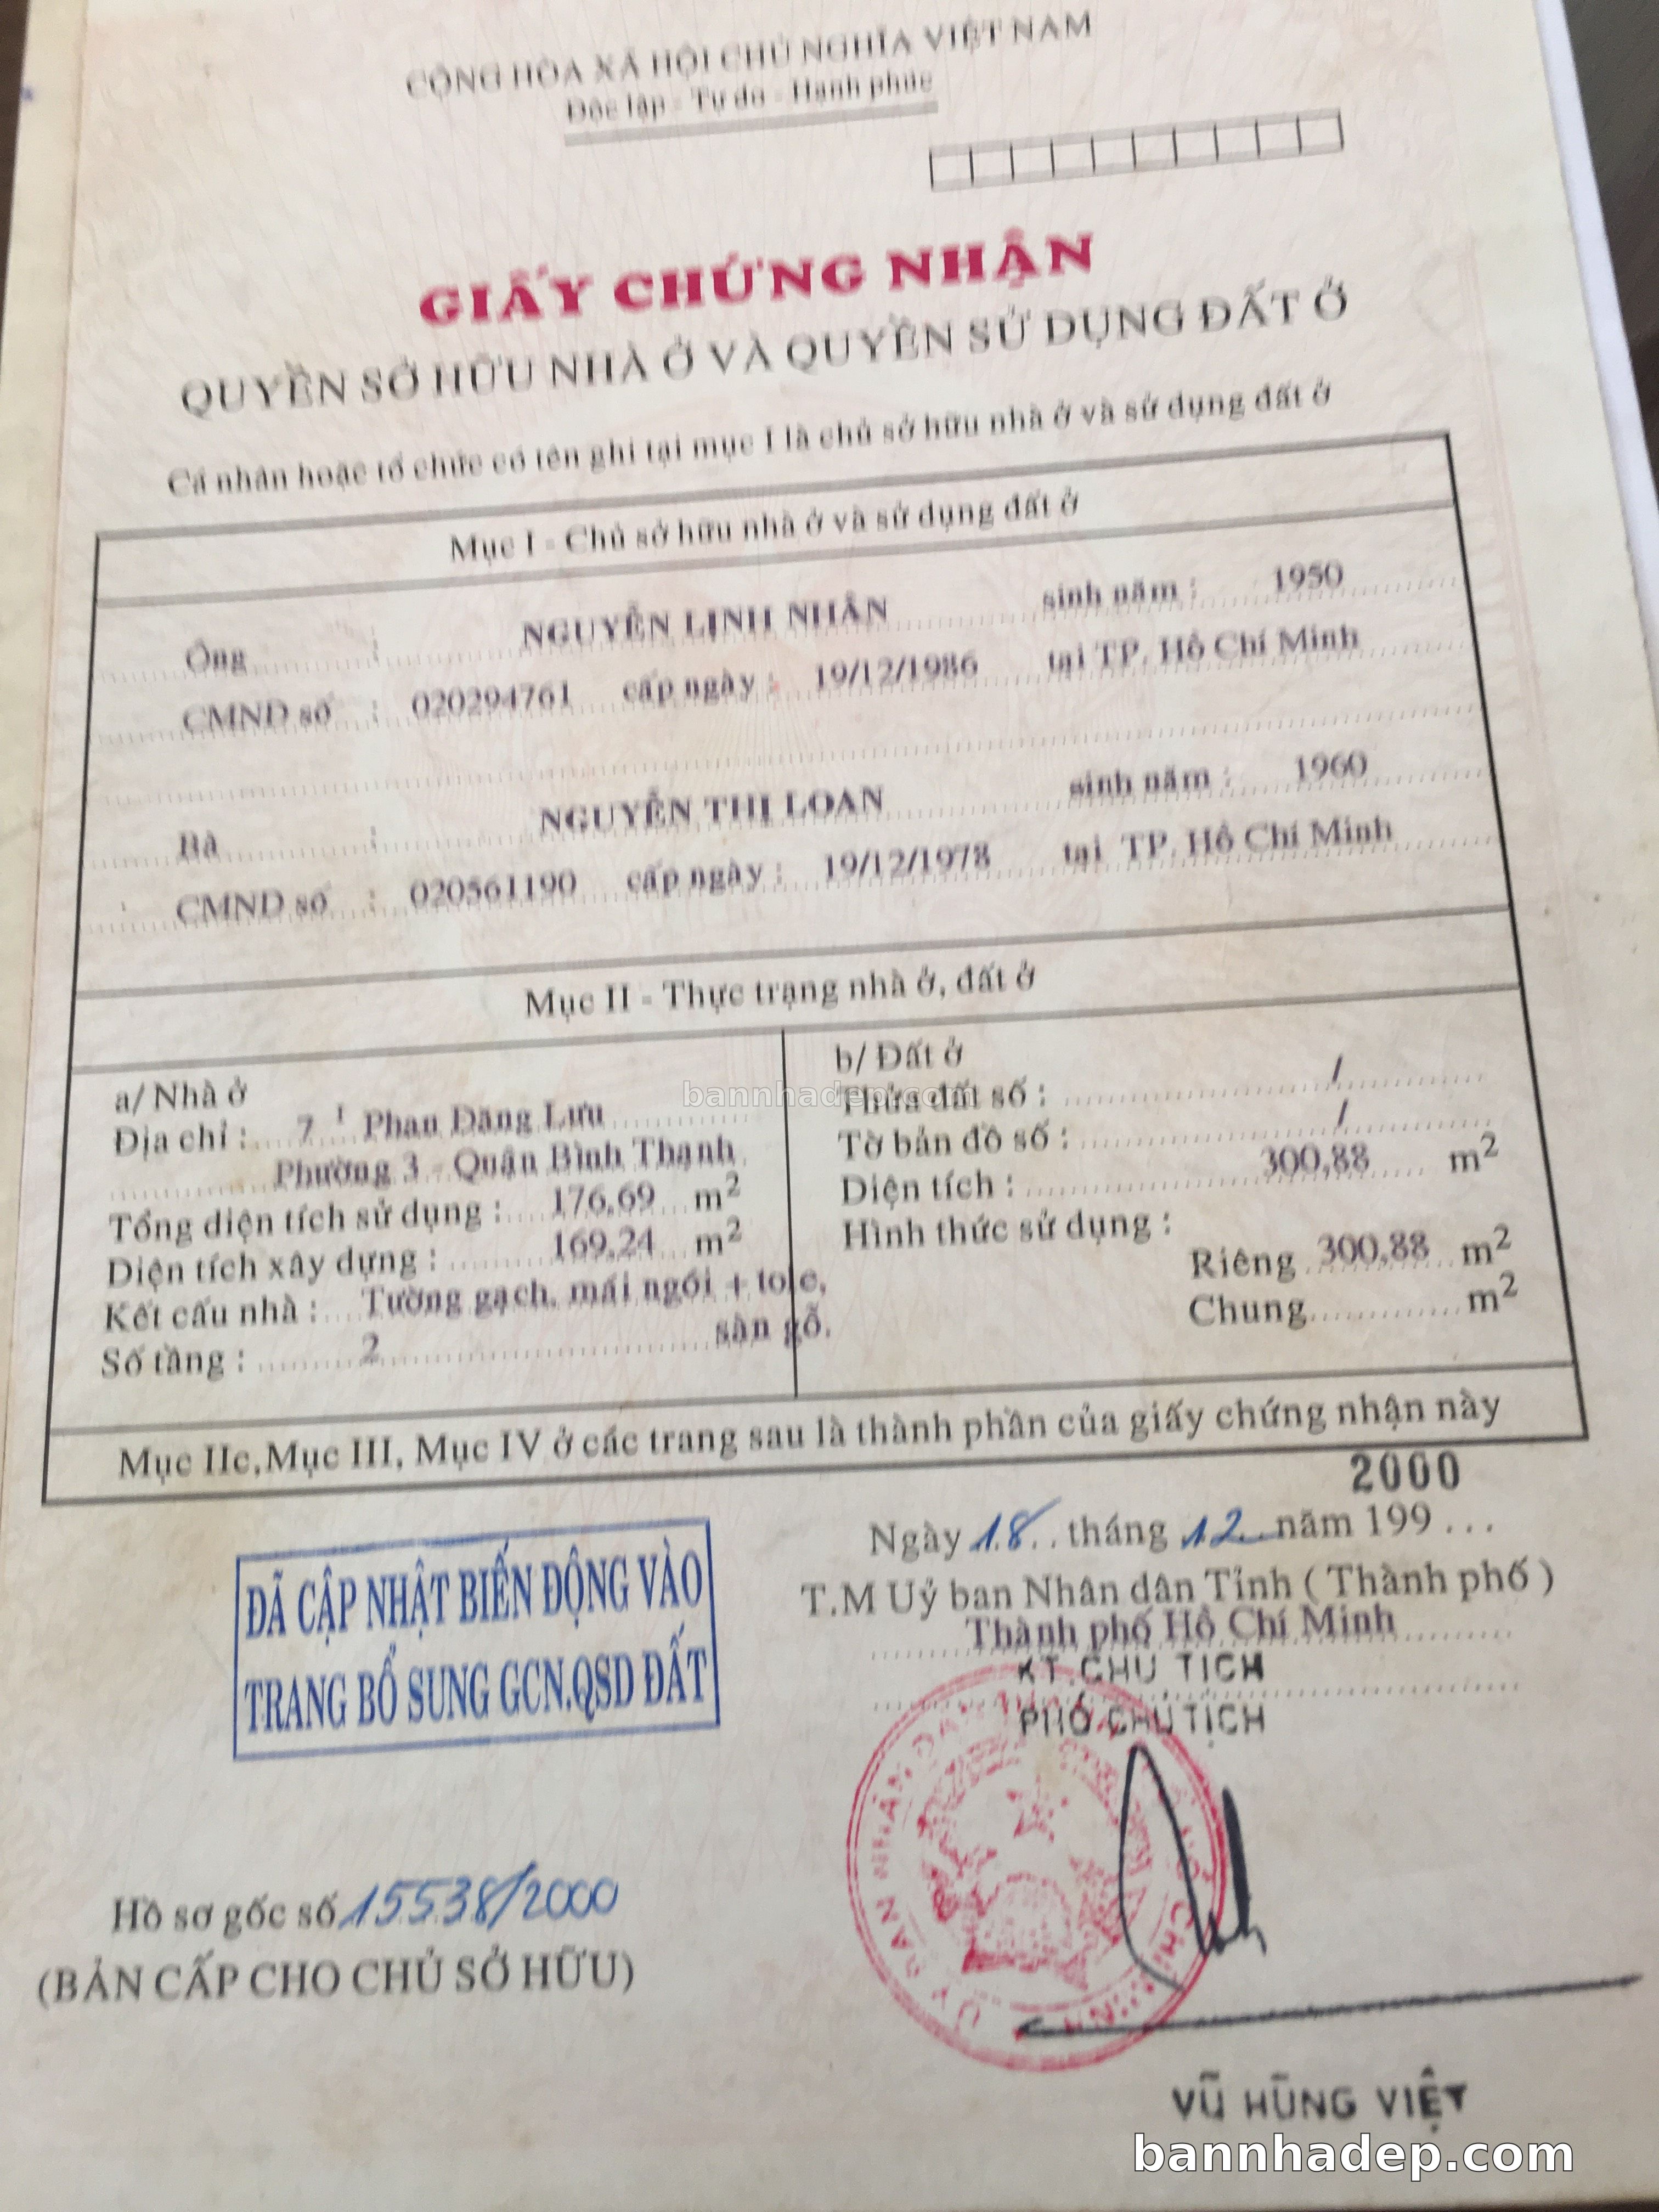 CỘNG HÒA XÃ HỘI CHỦ NGHĨA VIỆT NAM
Độc lập - Tự do - Hạnh phúc
GIẤY CHỨNG NHẬN
QUYỀN SỞ HỮU NHÀ Ở VÀ QUYỀN SỬ DỤNG ĐẤT Ở
Cá nhân hoặc tổ chức có tên ghi tại mục I là chủ sở hữu nhà ở và sử dụng đất ở
Mục I - Chủ sở hữu nhà ở và sử dụng đất ở
Ông : NGUYỄN LỊNH NHÂN sinh năm : 1950
CMND số : 020294761 cấp ngày : 19/12/1986 tại TP. Hồ Chí Minh
Bà : NGUYỄN THỊ LOAN sinh năm : 1960
CMND số : 020561190 cấp ngày : 19/12/1978 tại TP. Hồ Chí Minh
Mục II - Thực trạng nhà ở, đất ở
a/ Nhà ở
Địa chỉ : 7 I Phan Đăng Lưu
Phường 3 - Quận Bình Thạnh
Tổng diện tích sử dụng : 176,69 m2
Diện tích xây dựng : 169,24 m2
Kết cấu nhà : Tường gạch, mái ngói + tole,
sàn gỗ.
Số tầng : 2
b/ Đất ở
Thửa đất số : /
Tờ bản đồ số : /
Diện tích : 300,88 m2
Hình thức sử dụng :
Riêng 300,88 m2
Chung m2
bannhadep.com
Mục IIc,Mục III, Mục IV ở các trang sau là thành phần của giấy chứng nhận này
2000
Ngày 18 tháng 12 năm 199 ...
T.M Uỷ ban Nhân dân Tỉnh ( Thành phố )
Thành phố Hồ Chí Minh
KT.CHỦ TỊCH
PHÓ CHỦ TỊCH
ĐÃ CẬP NHẬT BIẾN ĐỘNG VÀO
TRANG BỔ SUNG GCN.QSD ĐẤT
Hồ sơ gốc số 15538/2000
(BẢN CẤP CHO CHỦ SỞ HỮU)
VŨ HÙNG VIỆT
bannhadep.com